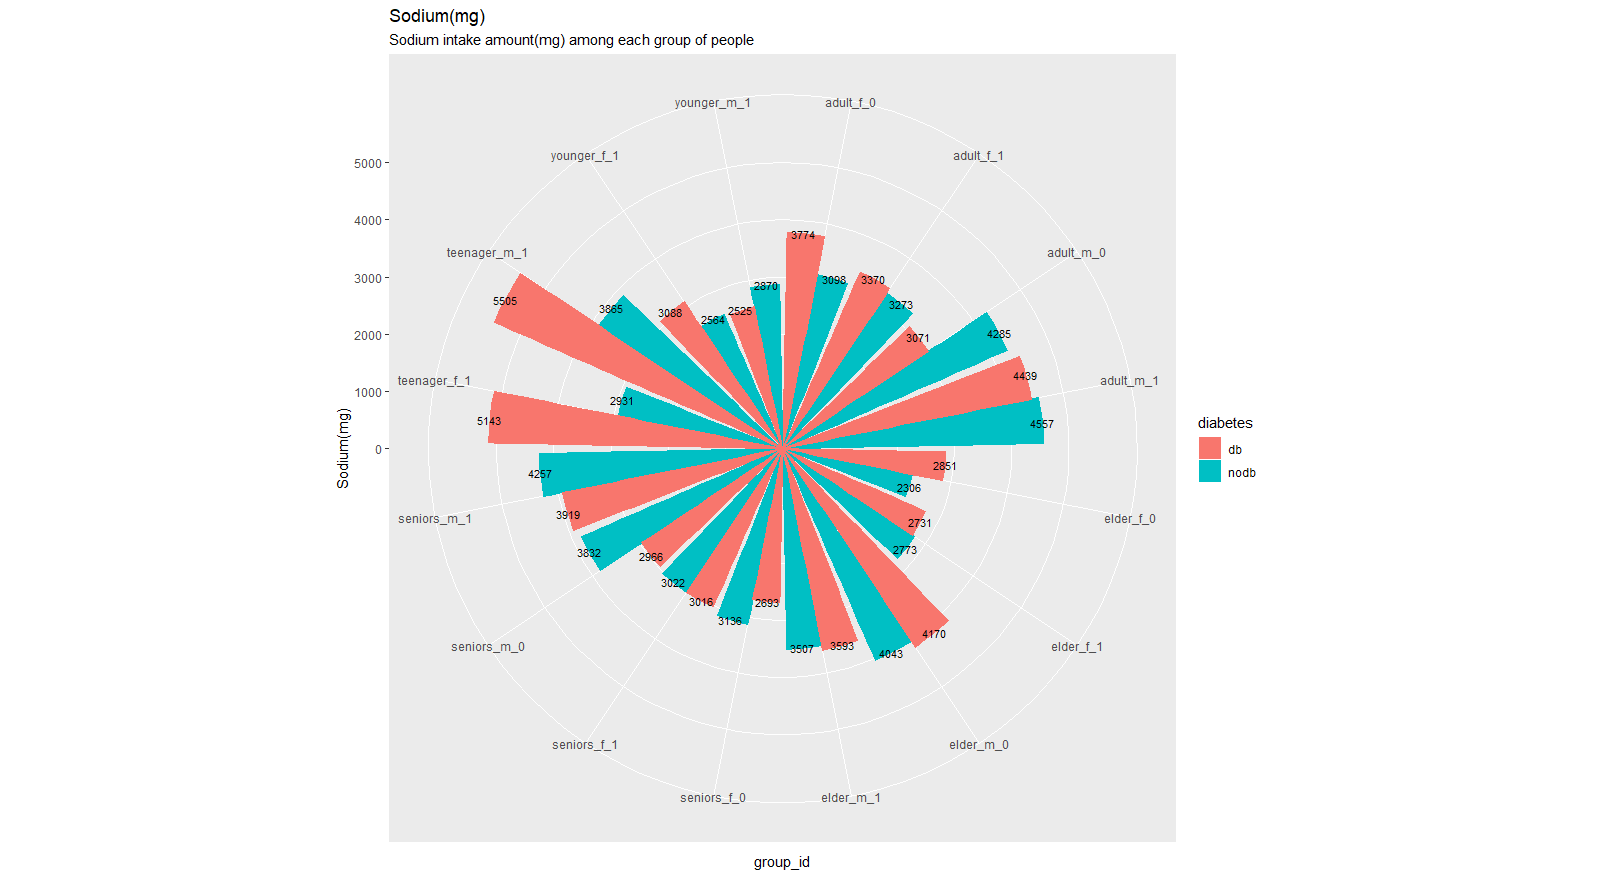 Sodium(mg)
Sodium intake amount(mg) among each group of people
younger_m_1
adult_f_0
younger_f_1
adult_f_1
teenager_m_1
adult_m_0
teenager_f_1
adult_m_1
seniors_m_1
elder_f_0
seniors_m_0
elder_f_1
seniors_f_1
elder_m_0
seniors_f_0
elder_m_1
5000
4000
3000
2000
1000
0
Sodium(mg)
3774
3098
3370
3273
3071
4285
4439
4557
2851
2306
2731
2773
4170
4043
3593
3507
2693
3136
3016
3022
2966
3832
3919
4257
5143
2931
5505
3865
3088
2564
2525
2870
group_id
diabetes
db
nodb